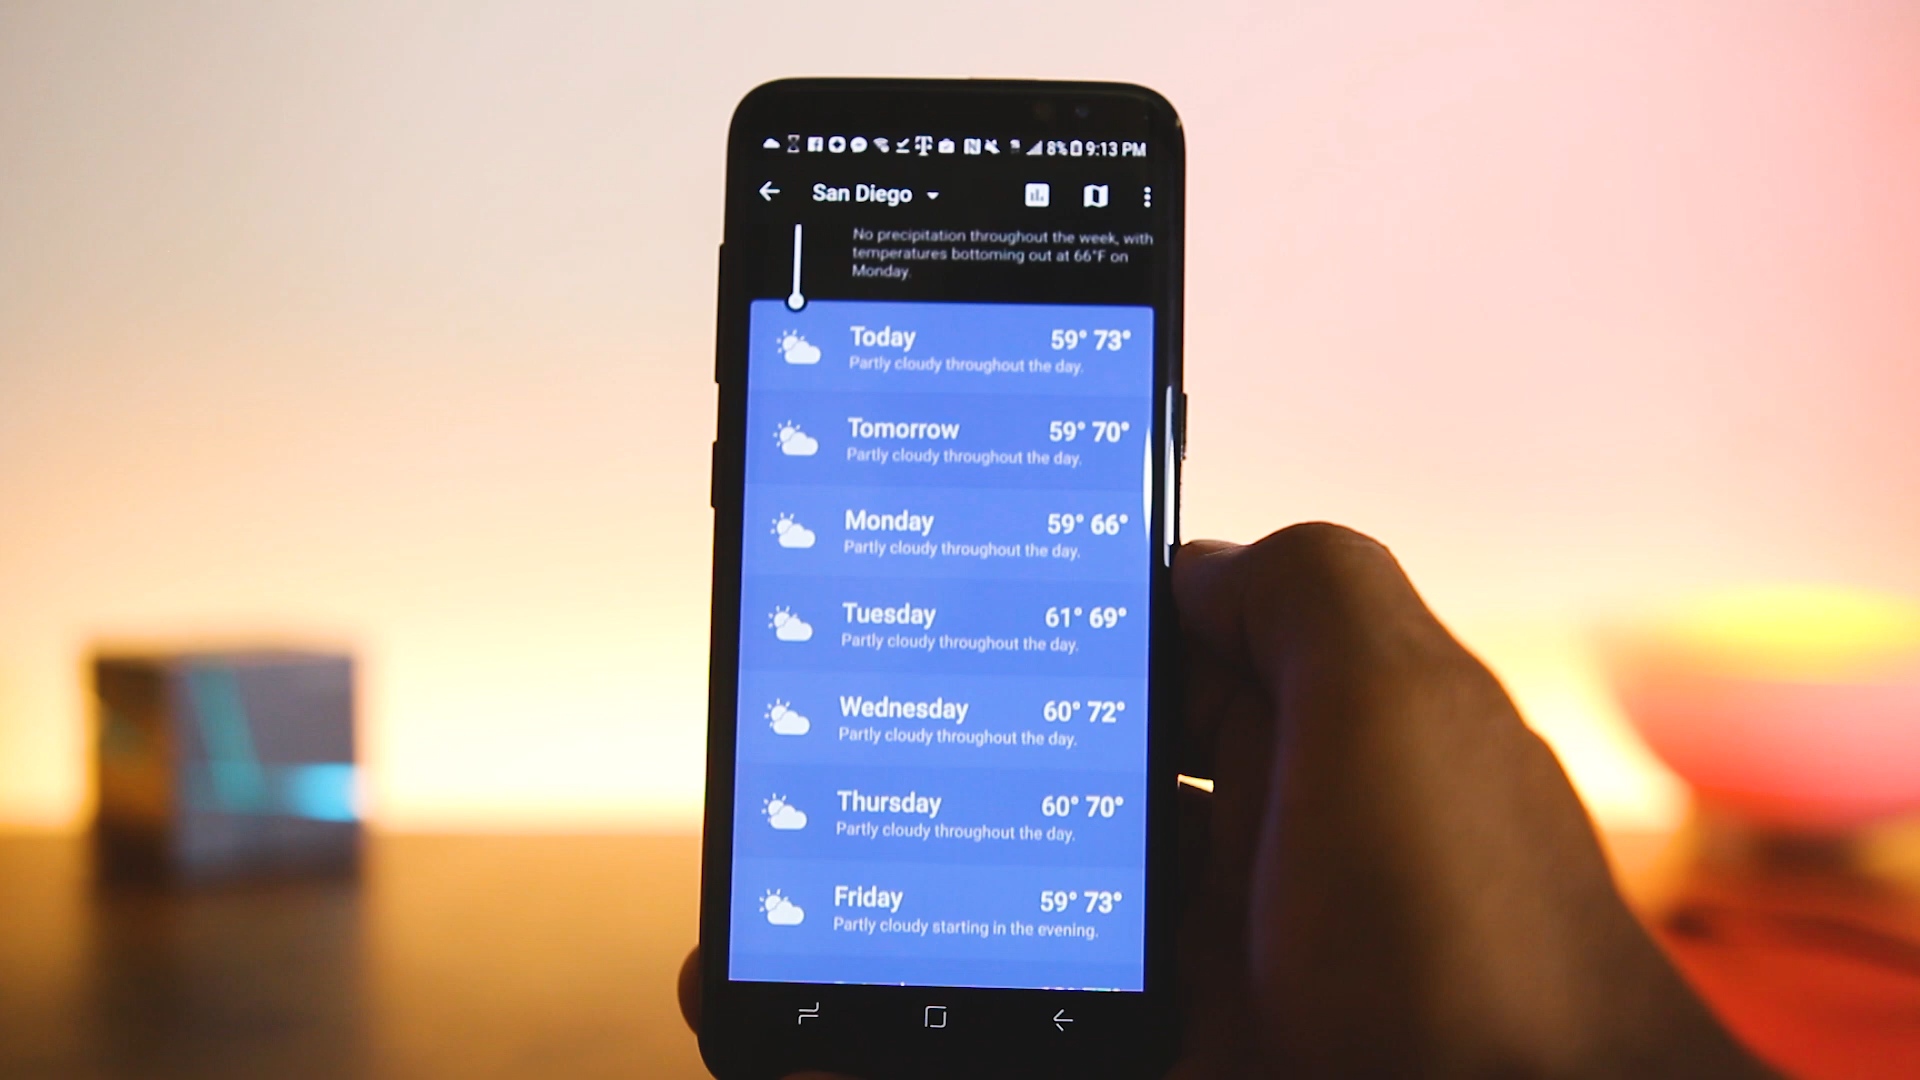 8% 9:13 PM
San Diego
No precipitation throughout the week, with
temperatures bottoming out at 66°F on
Monday.
Today 59° 73°
Partly cloudy throughout the day.
Tomorrow 59° 70°
Partly cloudy throughout the day.
Monday 59° 66°
Partly cloudy throughout the day.
Tuesday 61° 69°
Partly cloudy throughout the day.
Wednesday 60° 72°
Partly cloudy throughout the day.
Thursday 60° 70°
Partly cloudy throughout the day.
Friday 59° 73°
Partly cloudy starting in the evening.